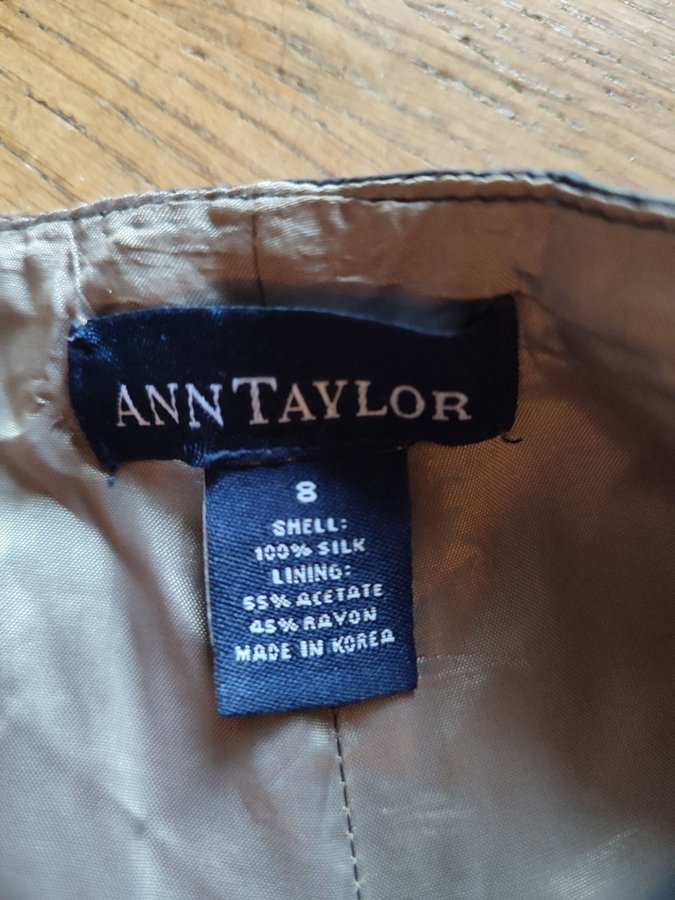 ANN TAYLOR
8
SHELL:
100% SILK
LINING:
55% ACETATE
45% RAYON
MADE IN KOREA